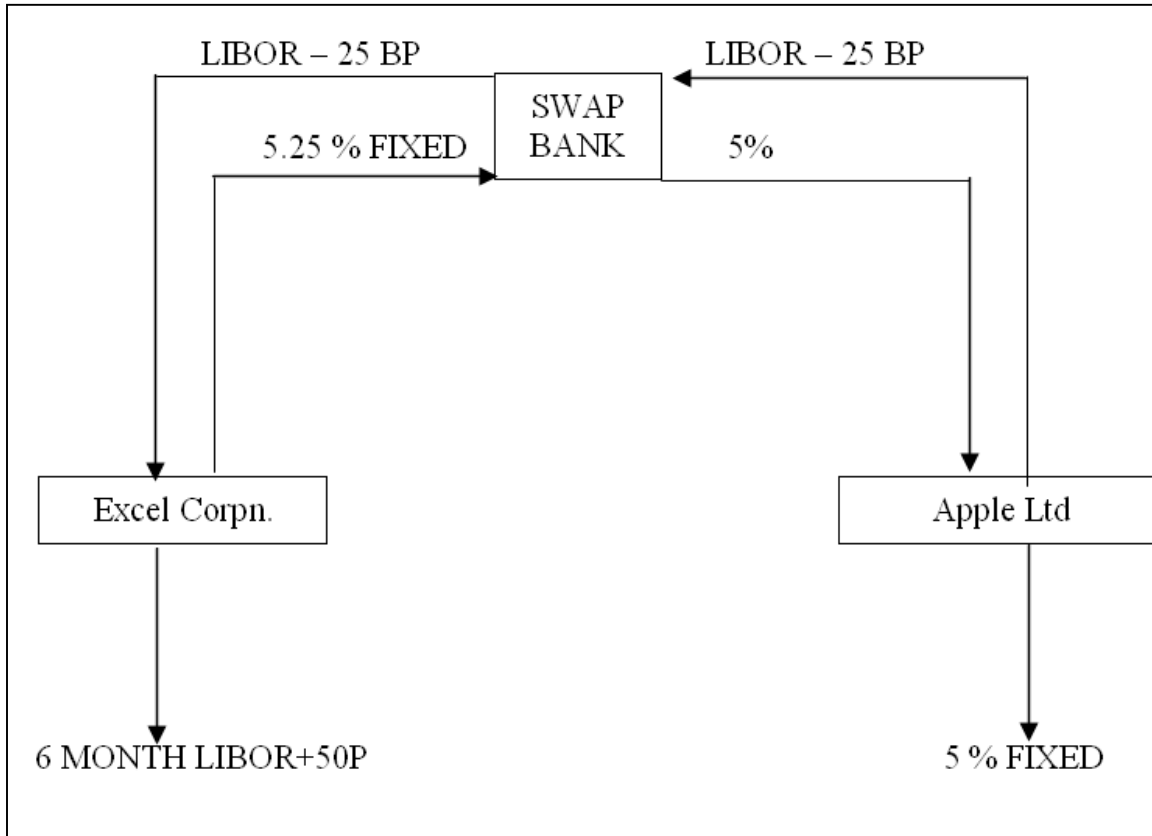 LIBOR – 25 BP
LIBOR – 25 BP
SWAP
BANK
5.25 % FIXED
5%
Excel Corpn.
Apple Ltd
6 MONTH LIBOR+50P
5 % FIXED